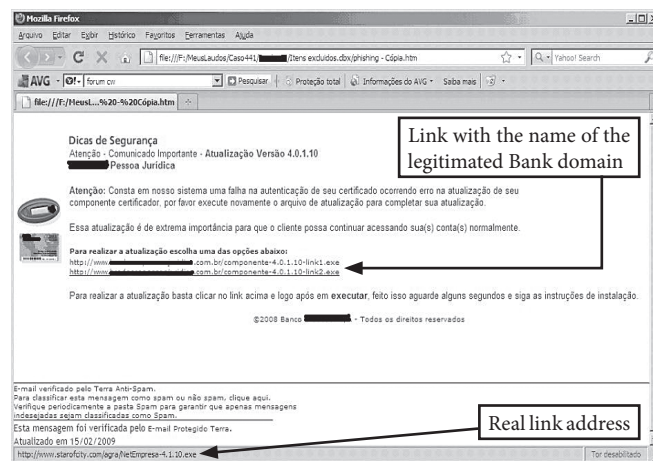 Mozilla Firefox
Arquivo Editar Exibir Histórico Favoritos Ferramentas Ajuda
file:///F:/MeusLaudos/Caso441/ /Itens excluidos.dbx/phishing - Cópia.htm
Yahoo! Search
AVG forum cw Pesquisar Proteção total Informações do AVG Saiba mais
file:///F:/MeusL...%20-%20Cópia.htm
Dicas de Segurança
Atenção - Comunicado Importante - Atualização Versão 4.0.1.10
Pessoa Jurídica
Link with the name of the
legitimated Bank domain
Atenção: Consta em nosso sistema uma falha na autenticação de seu certificado ocorrendo erro na atualização de seu
componente certificador, por favor execute novamente o arquivo de atualização para completar sua atualização.
Essa atualização é de extrema importância para que o cliente possa continuar acessando sua(s) conta(s) normalmente.
Para realizar a atualização escolha uma das opções abaixo:
http://www. .com.br/componente-4.0.1.10-link1.exe
http://www. .com.br/componente-4.0.1.10-link2.exe
Para realizar a atualização basta clicar no link acima e logo após em executar, feito isso aguarde alguns segundos e siga as instruções de instalação.
©2008 Banco - Todos os direitos reservados
E-mail verificado pelo Terra Anti-Spam.
Para classificar esta mensagem como spam ou não spam, clique aqui.
Verifique periodicamente a pasta Spam para garantir que apenas mensagens
indesejadas sejam classificadas como Spam.
Esta mensagem foi verificada pelo E-mail Protegido Terra.
Atualizado em 15/02/2009
Real link address
http://www.starofcity.com/agra/NetEmpresa-4.1.10.exe
Tor desabilitado